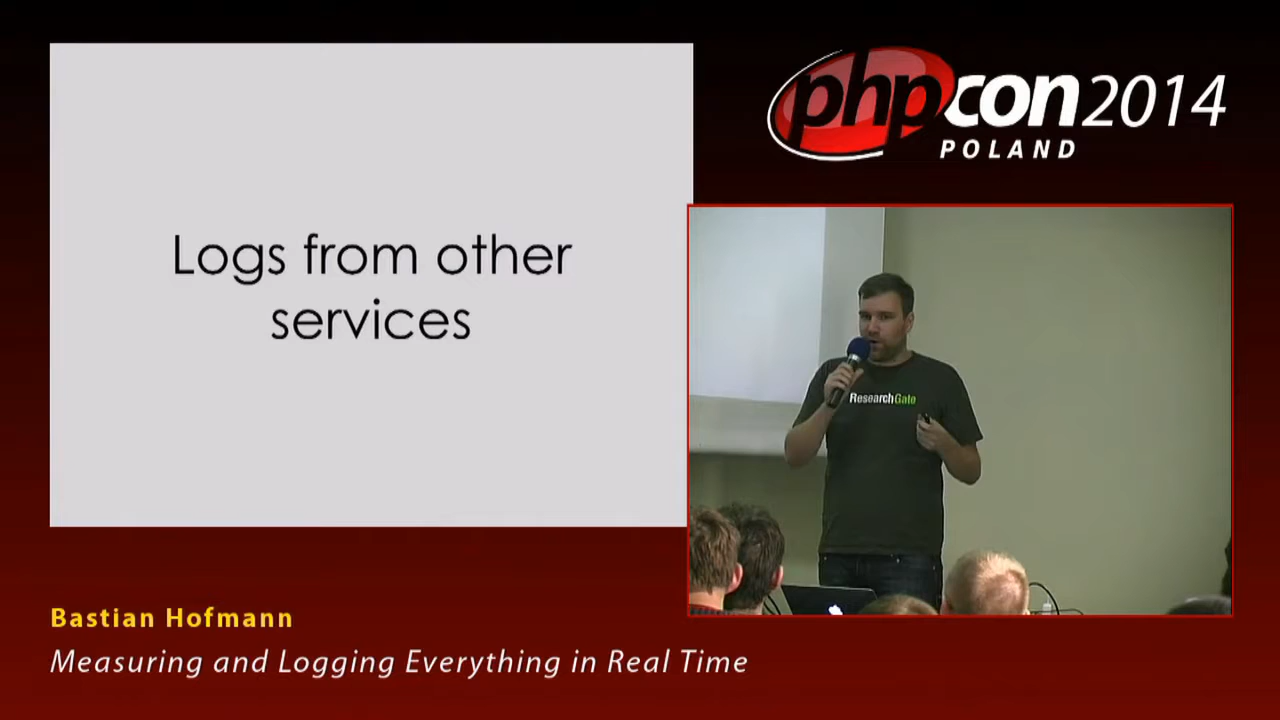 Logs from other
services
phpcon2014
POLAND
ResearchGate
Bastian Hofmann
Measuring and Logging Everything in Real Time